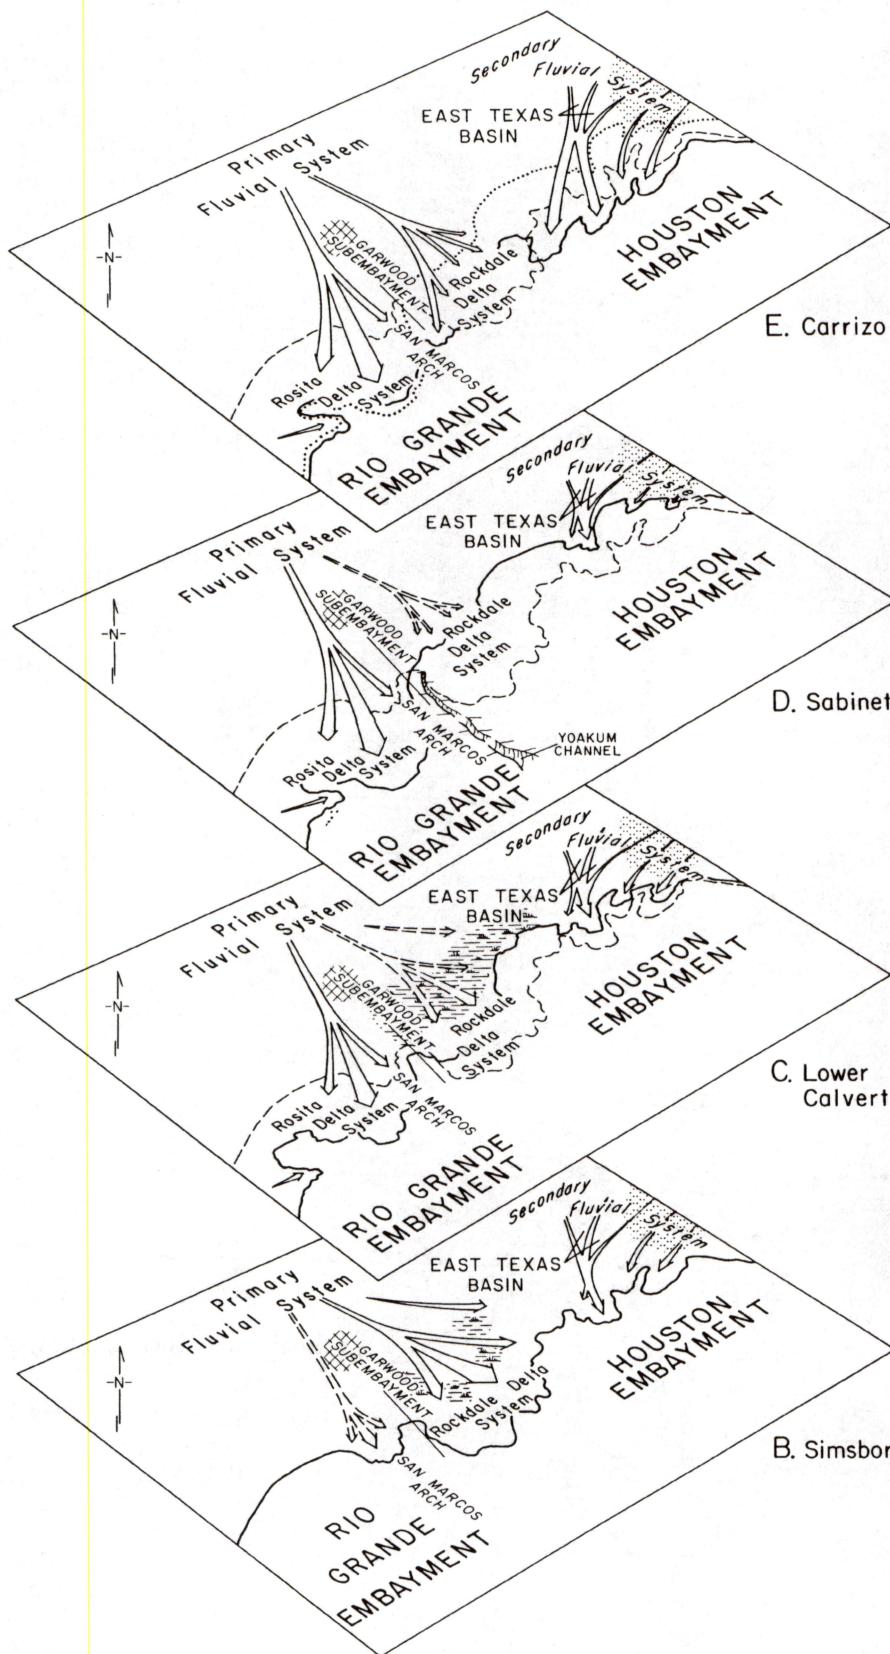 Secondary
Fluvial
System
EAST TEXAS
BASIN
Primary
Fluvial System
-N-
GARWOOD
SUBEMBAYMENT
Rockdale
Delta
System
HOUSTON
EMBAYMENT
SAN MARCOS
ARCH
Rosita
Delta
System
RIO GRANDE
EMBAYMENT
E. Carrizo
Secondary
Fluvial
System
EAST TEXAS
BASIN
Primary
Fluvial System
-N-
GARWOOD
SUBEMBAYMENT
Rockdale
Delta
System
HOUSTON
EMBAYMENT
SAN MARCOS
ARCH
YOAKUM
CHANNEL
Rosita
Delta
System
RIO GRANDE
EMBAYMENT
D. Sabinet
Secondary
Fluvial
System
EAST TEXAS
BASIN
Primary
Fluvial System
-N-
GARWOOD
SUBEMBAYMENT
Rockdale
Delta
System
HOUSTON
EMBAYMENT
SAN MARCOS
ARCH
Rosita
Delta
System
RIO GRANDE
EMBAYMENT
C. Lower
Calvert
Secondary
Fluvial
System
EAST TEXAS
BASIN
Primary
Fluvial System
-N-
GARWOOD
SUBEMBAYMENT
Rockdale Delta
System
HOUSTON
EMBAYMENT
SAN MARCOS
ARCH
RIO
GRANDE
EMBAYMENT
B. Simsbor